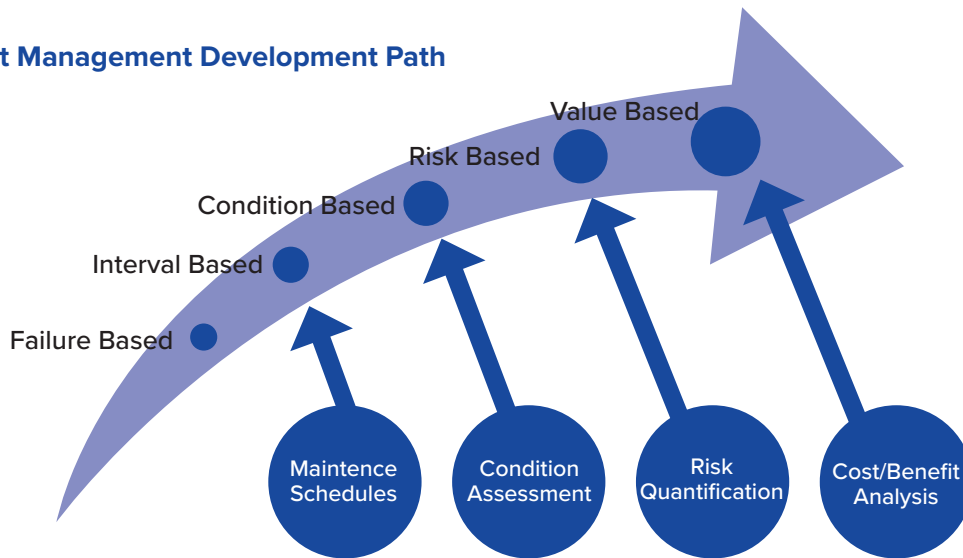 t Management Development Path
Value Based
Risk Based
Condition Based
Interval Based
Failure Based
Maintence
Schedules
Condition
Assessment
Risk
Quantification
Cost/Benefit
Analysis